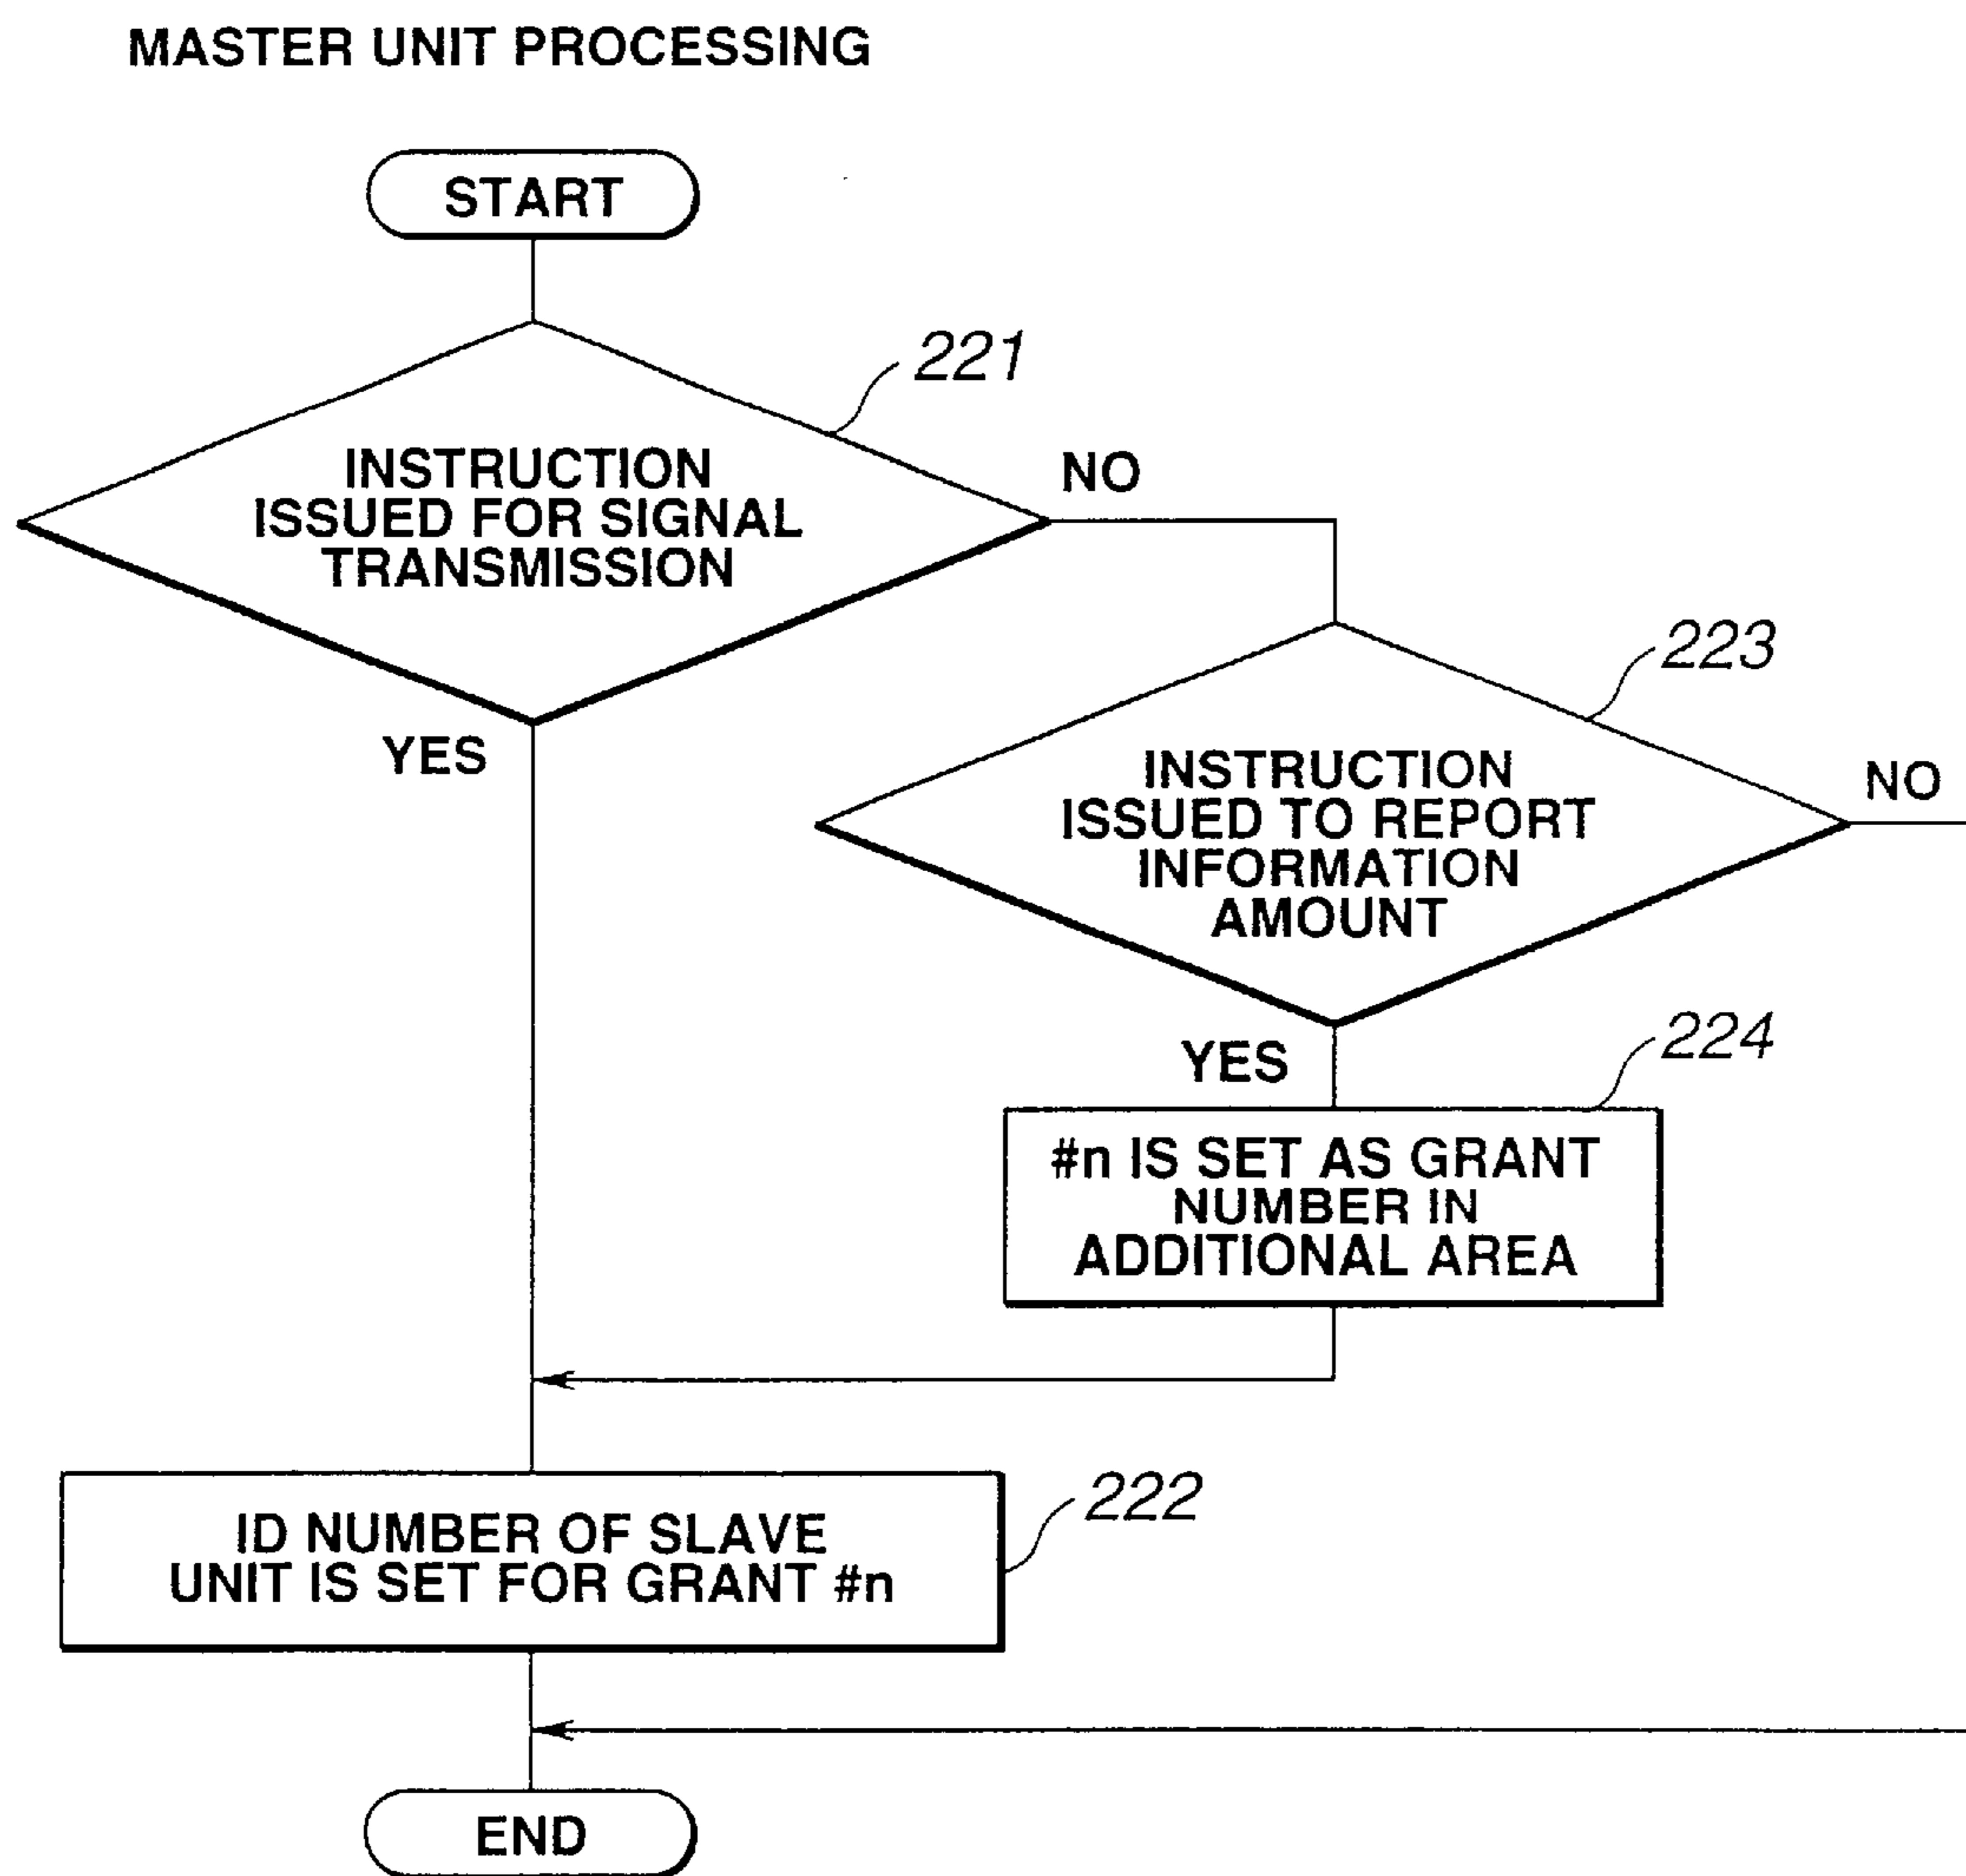 MASTER UNIT PROCESSING
START
221
INSTRUCTION
ISSUED FOR SIGNAL
TRANSMISSION
NO
YES
223
INSTRUCTION
ISSUED TO REPORT
INFORMATION
AMOUNT
NO
YES
224
#n IS SET AS GRANT
NUMBER IN
ADDITIONAL AREA
222
ID NUMBER OF SLAVE
UNIT IS SET FOR GRANT #n
END